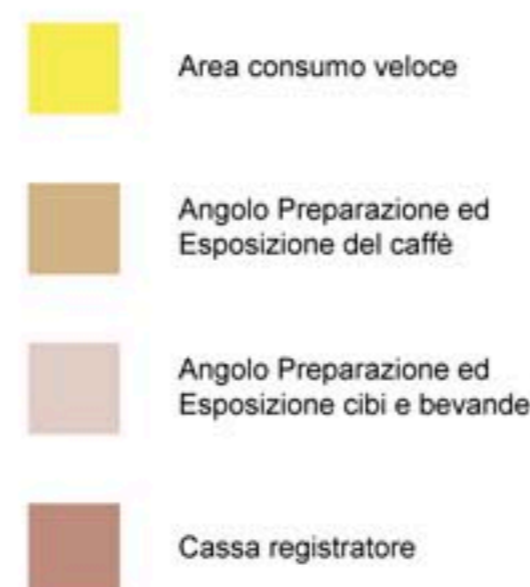 Area consumo veloce
Angolo Preparazione ed
Esposizione del caffè
Angolo Preparazione ed
Esposizione cibi e bevande
Cassa registratore